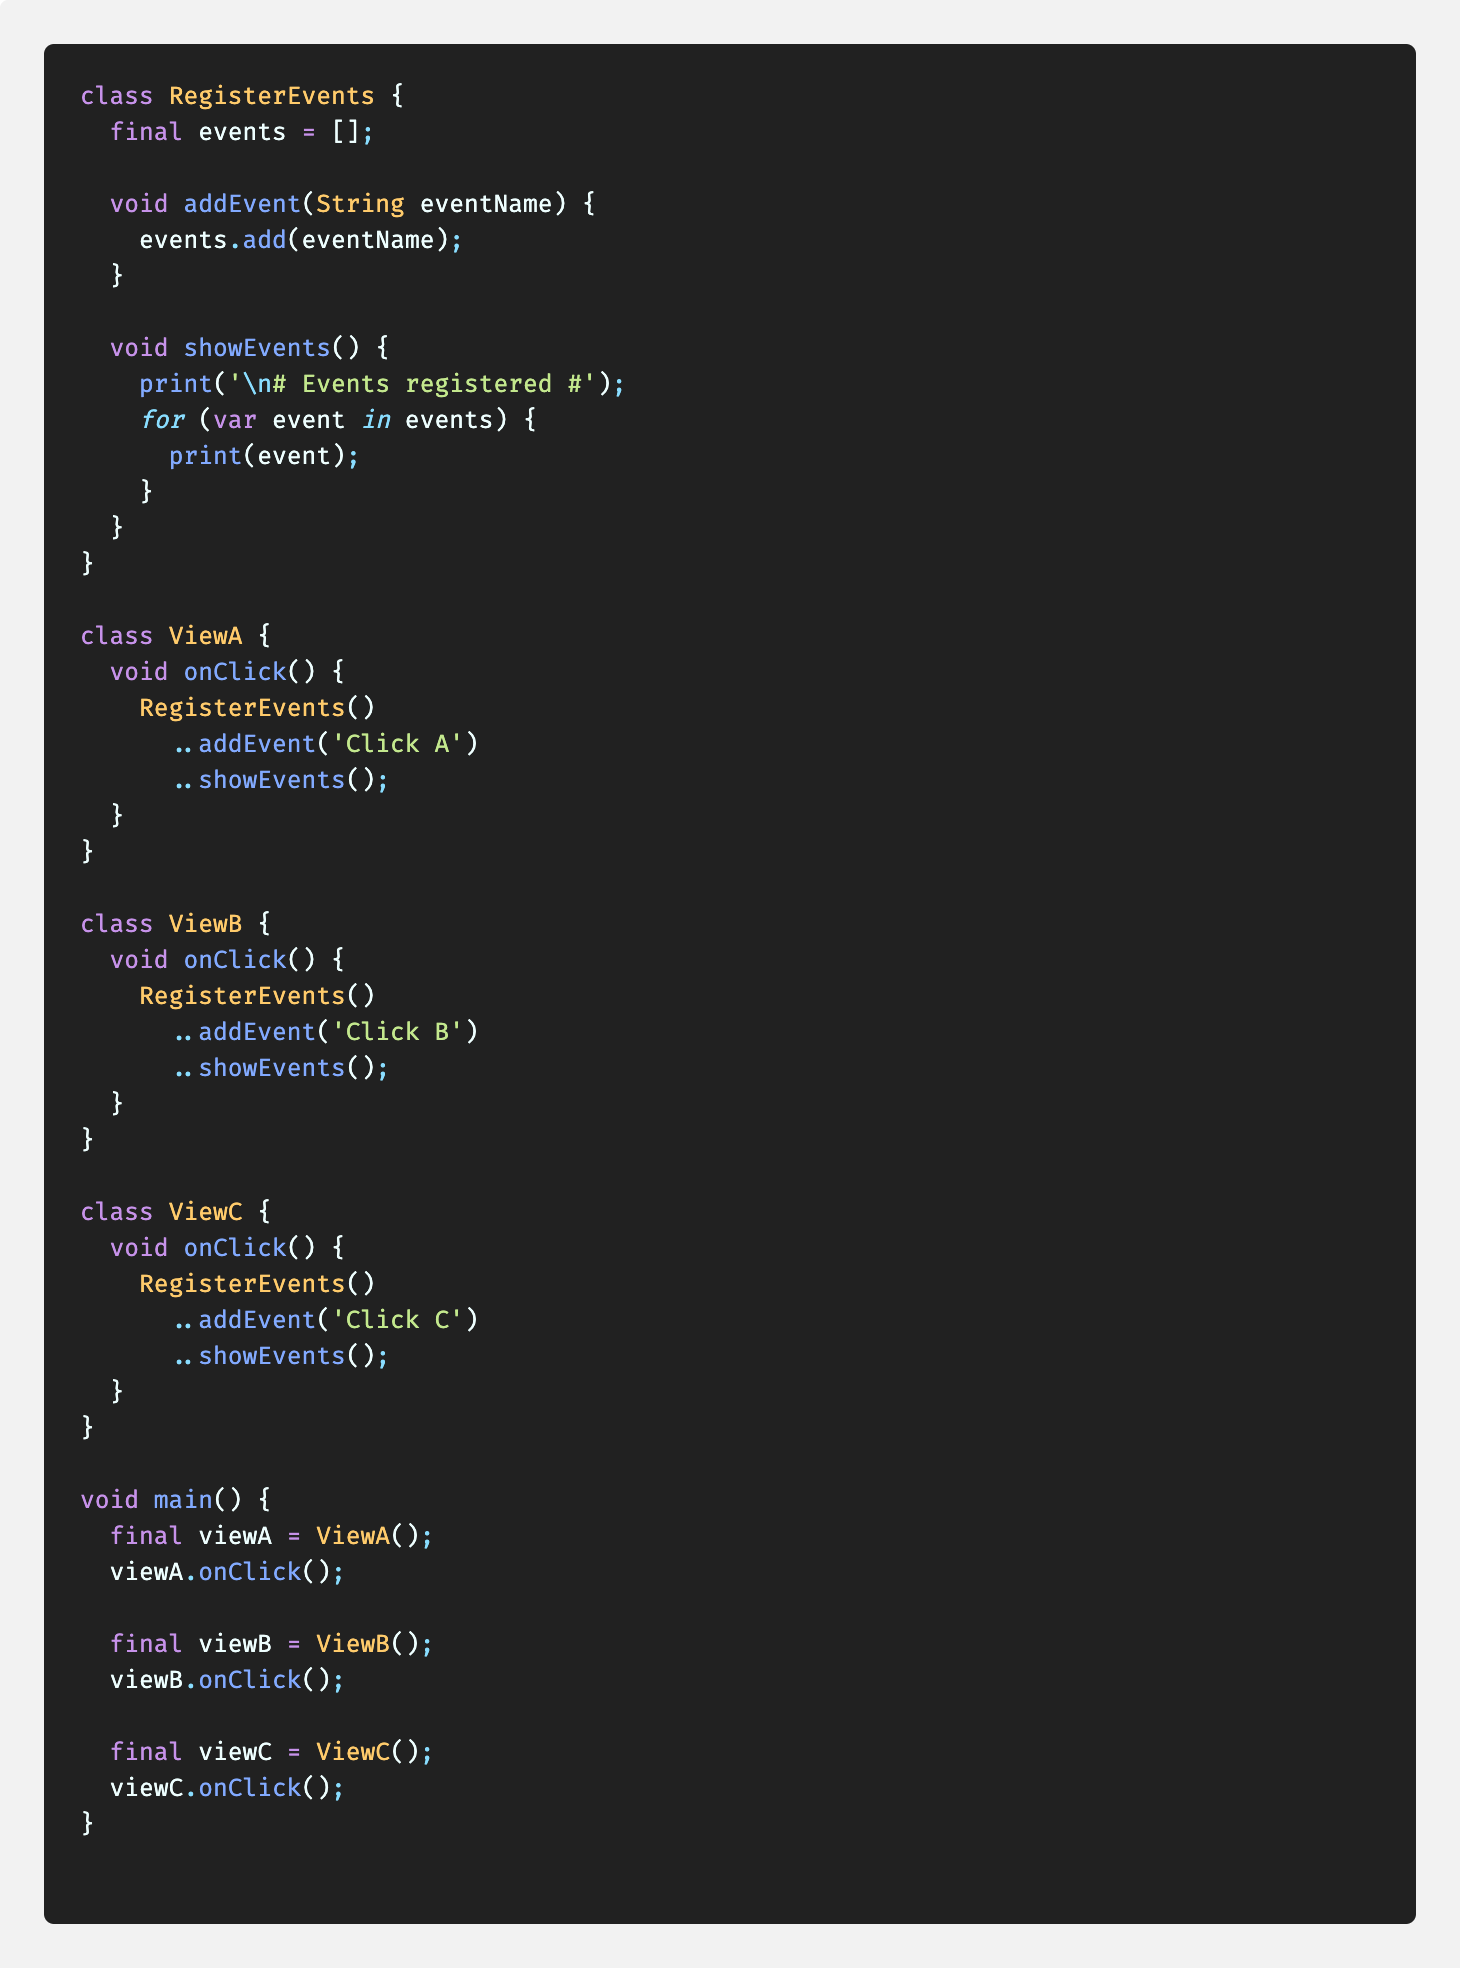 class RegisterEvents {
  final events = [];

  void addEvent(String eventName) {
    events.add(eventName);
  }

  void showEvents() {
    print('\n# Events registered #');
    for (var event in events) {
      print(event);
    }
  }
}

class ViewA {
  void onClick() {
    RegisterEvents()
      ..addEvent('Click A')
      ..showEvents();
  }
}

class ViewB {
  void onClick() {
    RegisterEvents()
      ..addEvent('Click B')
      ..showEvents();
  }
}

class ViewC {
  void onClick() {
    RegisterEvents()
      ..addEvent('Click C')
      ..showEvents();
  }
}

void main() {
  final viewA = ViewA();
  viewA.onClick();

  final viewB = ViewB();
  viewB.onClick();

  final viewC = ViewC();
  viewC.onClick();
}